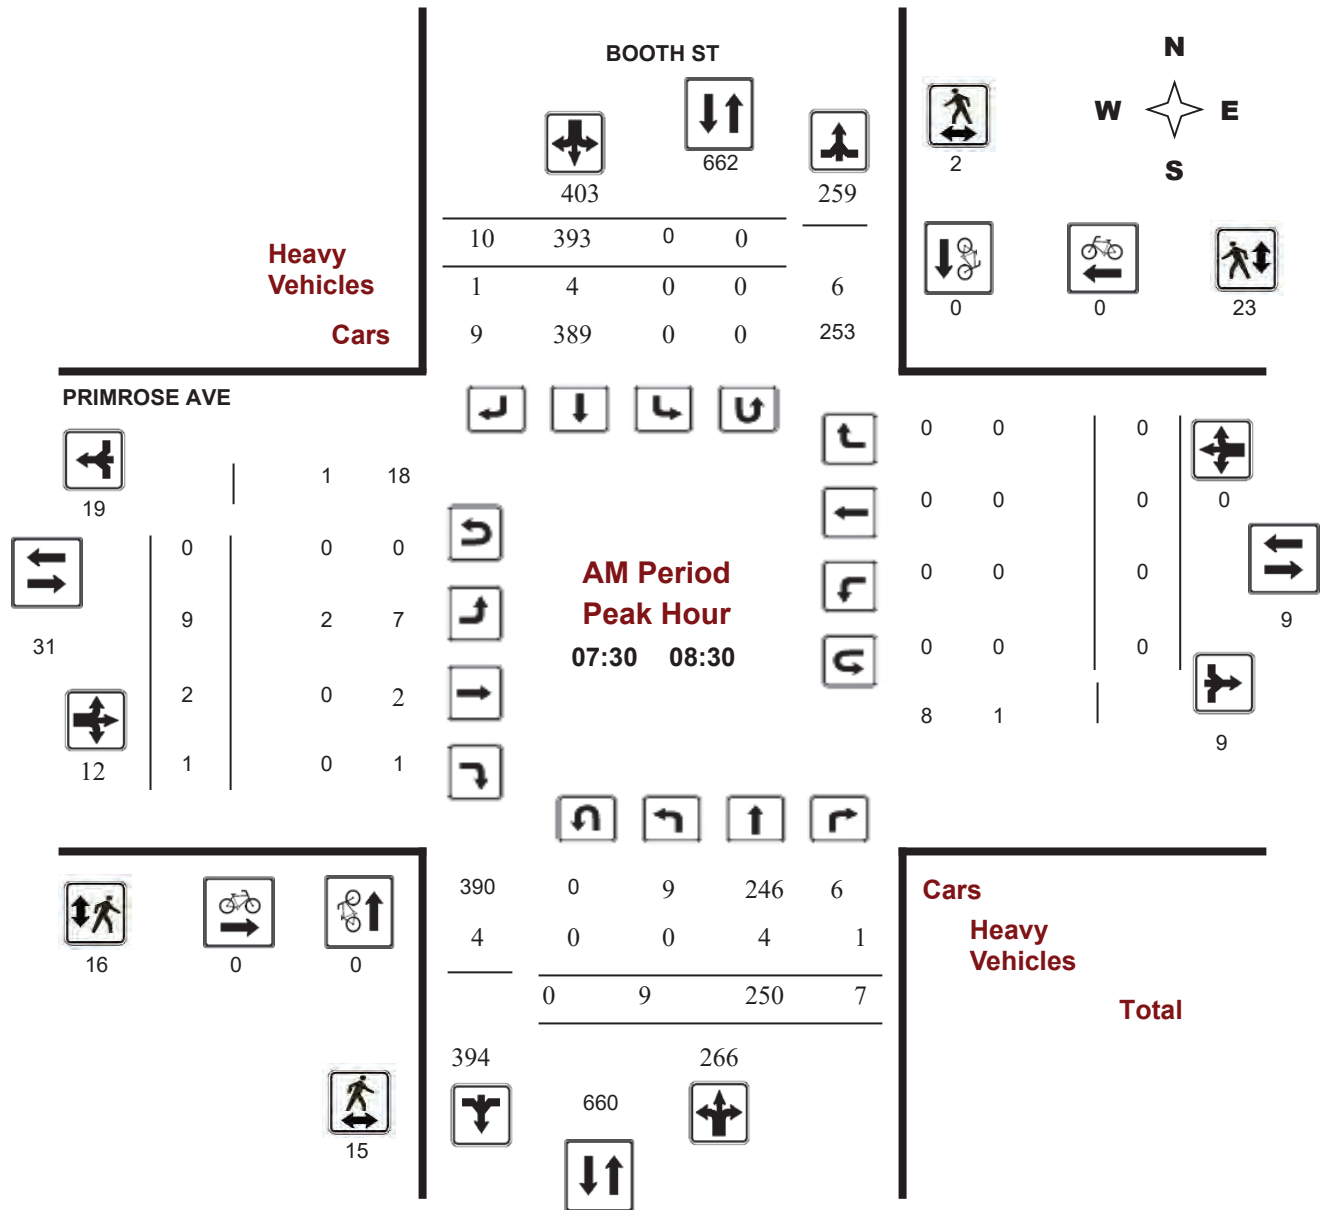 BOOTH ST
N
W E
S
662
2
403
259
10 393 0 0
Heavy
Vehicles
1 4 0 0 6
0 0 23
Cars
9 389 0 0 253
PRIMROSE AVE
0 0 0
1 18
19
0 0 0 0
0 0 0
AM Period
0 0 0
9 2 7
Peak Hour
9
31
07:30 08:30
0 0 0
2 0 2
8 1
9
12 1 0 1
390 0 9 246 6
Cars
4 0 0 4 1
Heavy
Vehicles
16 0 0
0 9 250 7
Total
394 266
660
15